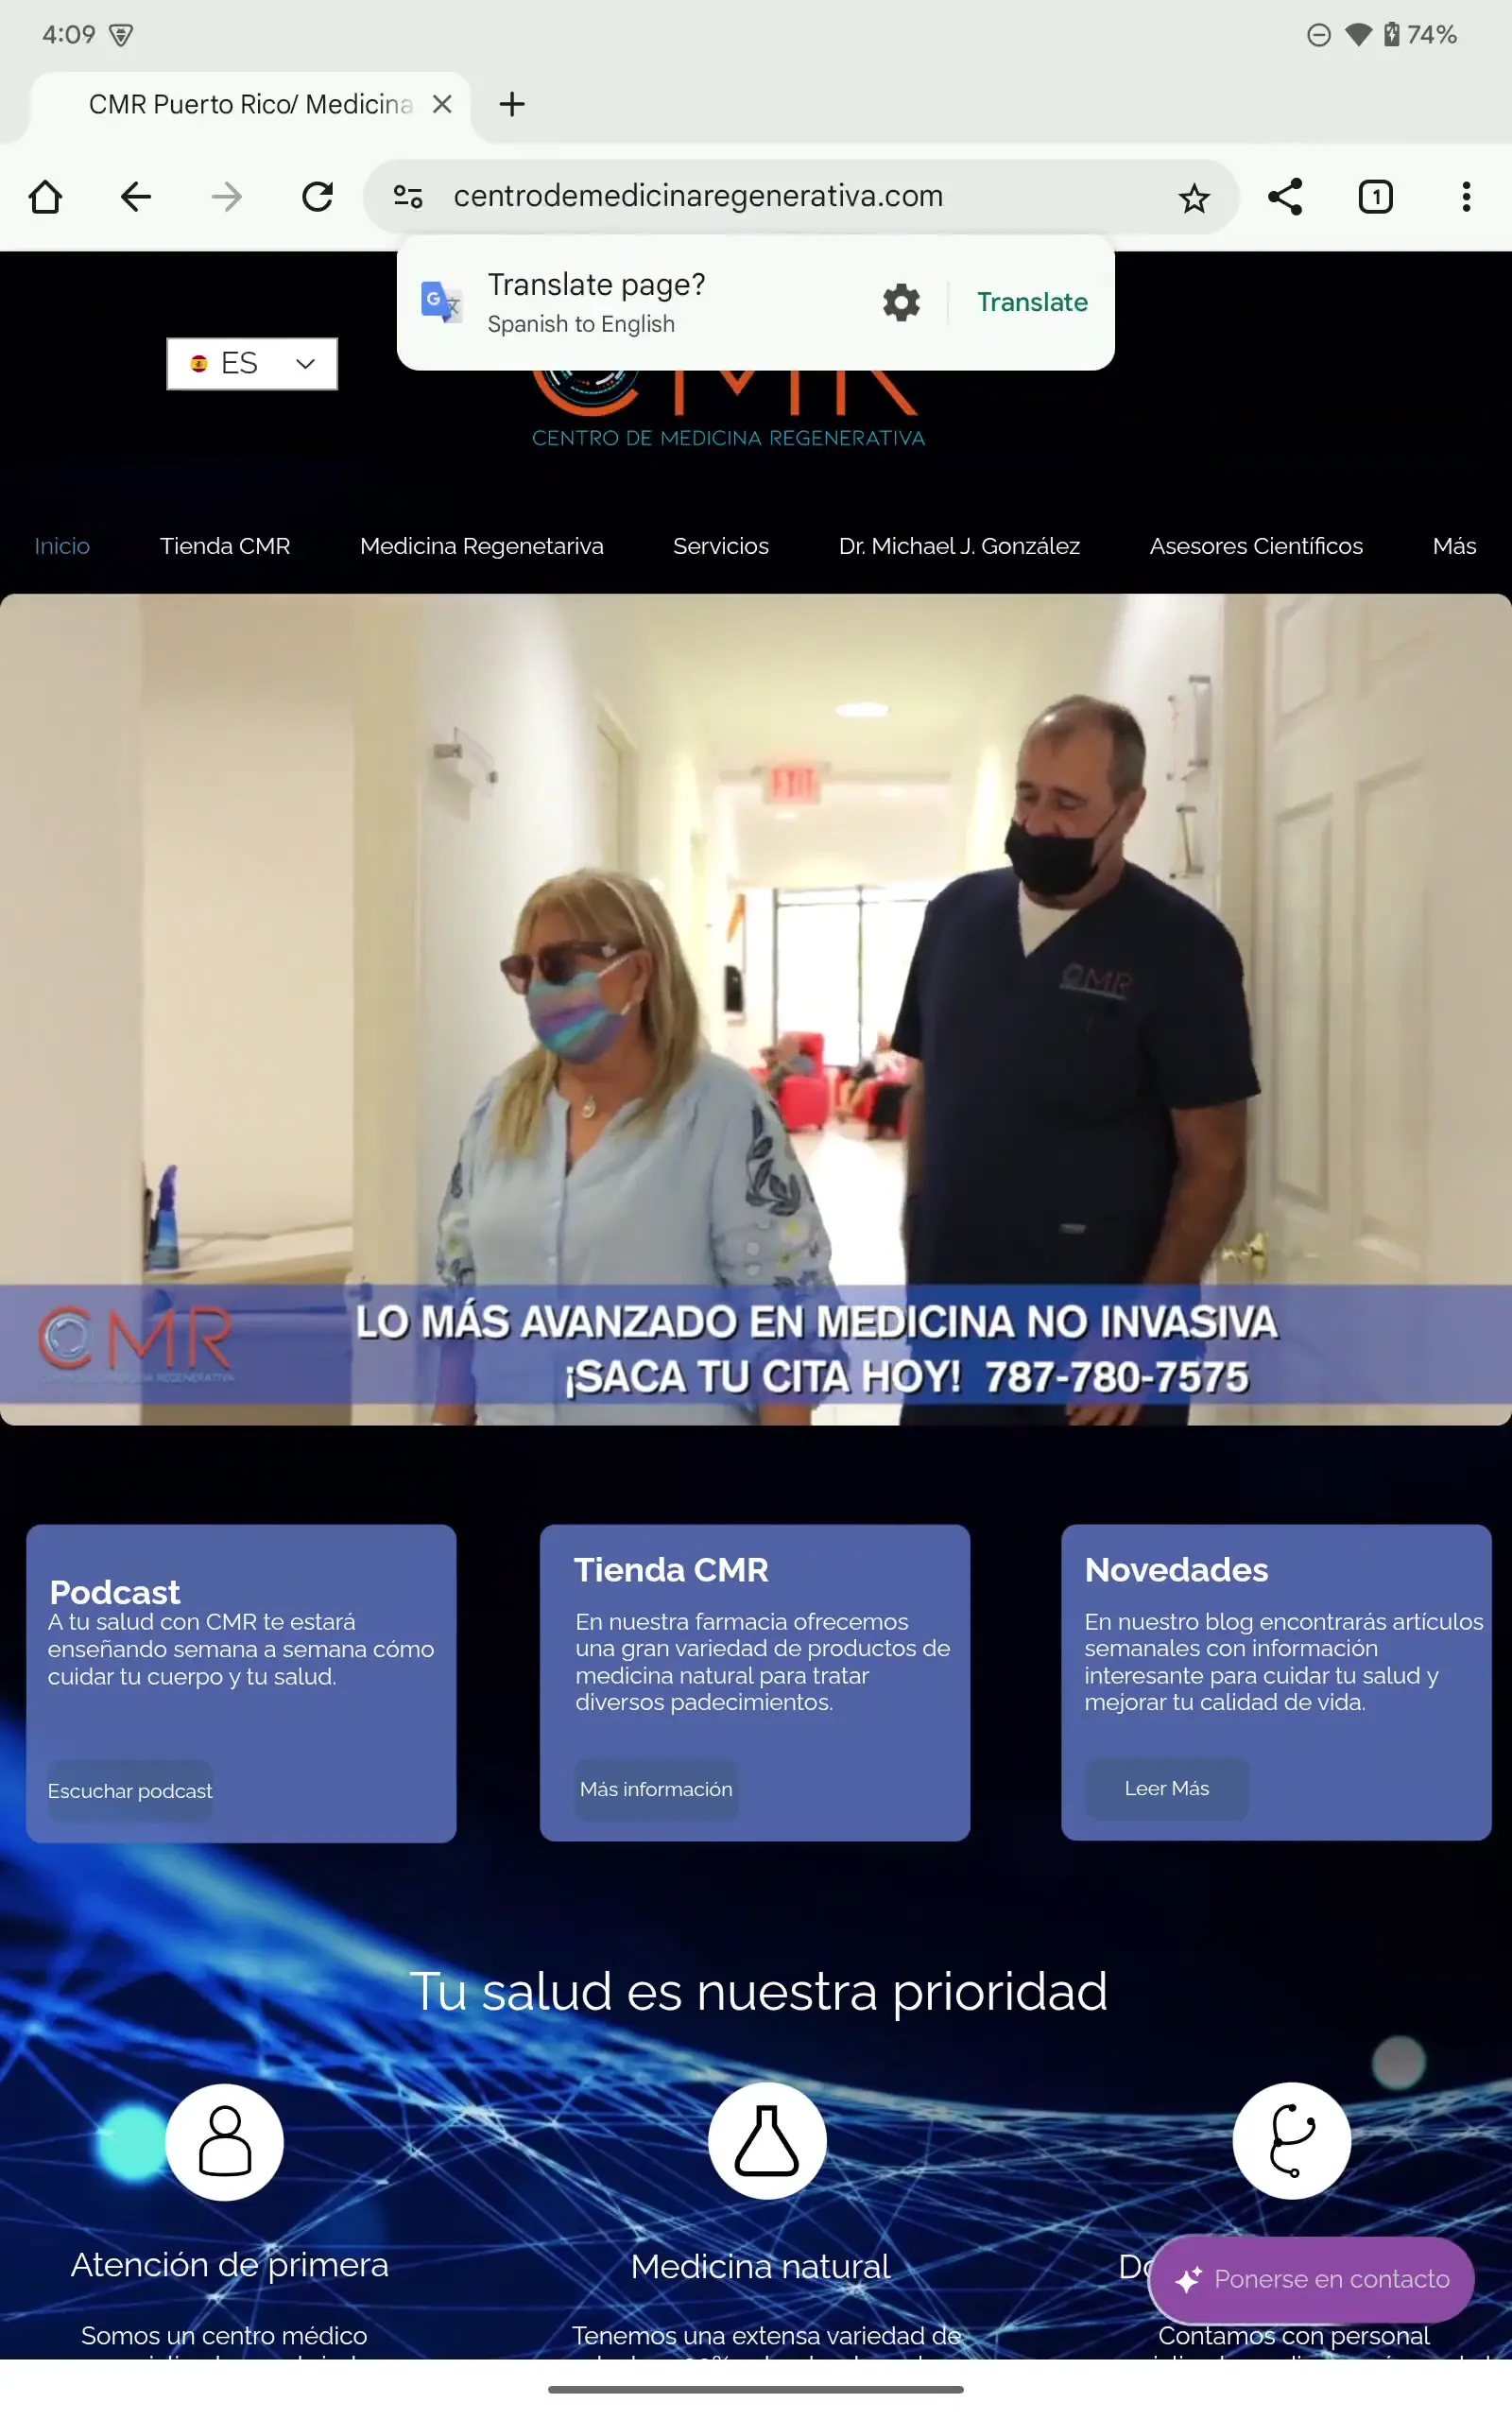 4:09
74%
CMR Puerto Rico/ Medicina
centrodemedicinaregenerativa.com
1
Translate page?
Spanish to English
Translate
ES
CMR
CENTRO DE MEDICINA REGENERATIVA
Inicio
Tienda CMR
Medicina Regenetariva
Servicios
Dr. Michael J. González
Asesores Científicos
Más
EXIT
CMR
CMR
LO MÁS AVANZADO EN MEDICINA NO INVASIVA
¡SACA TU CITA HOY! 787-780-7575
Podcast
A tu salud con CMR te estará
enseñando semana a semana cómo
cuidar tu cuerpo y tu salud.
Escuchar podcast
Tienda CMR
En nuestra farmacia ofrecemos
una gran variedad de productos de
medicina natural para tratar
diversos padecimientos.
Más información
Novedades
En nuestro blog encontrarás artículos
semanales con información
interesante para cuidar tu salud y
mejorar tu calidad de vida.
Leer Más
Tu salud es nuestra prioridad
Atención de primera
Somos un centro médico
Medicina natural
Tenemos una extensa variedad de
Ponerse en contacto
Contamos con personal